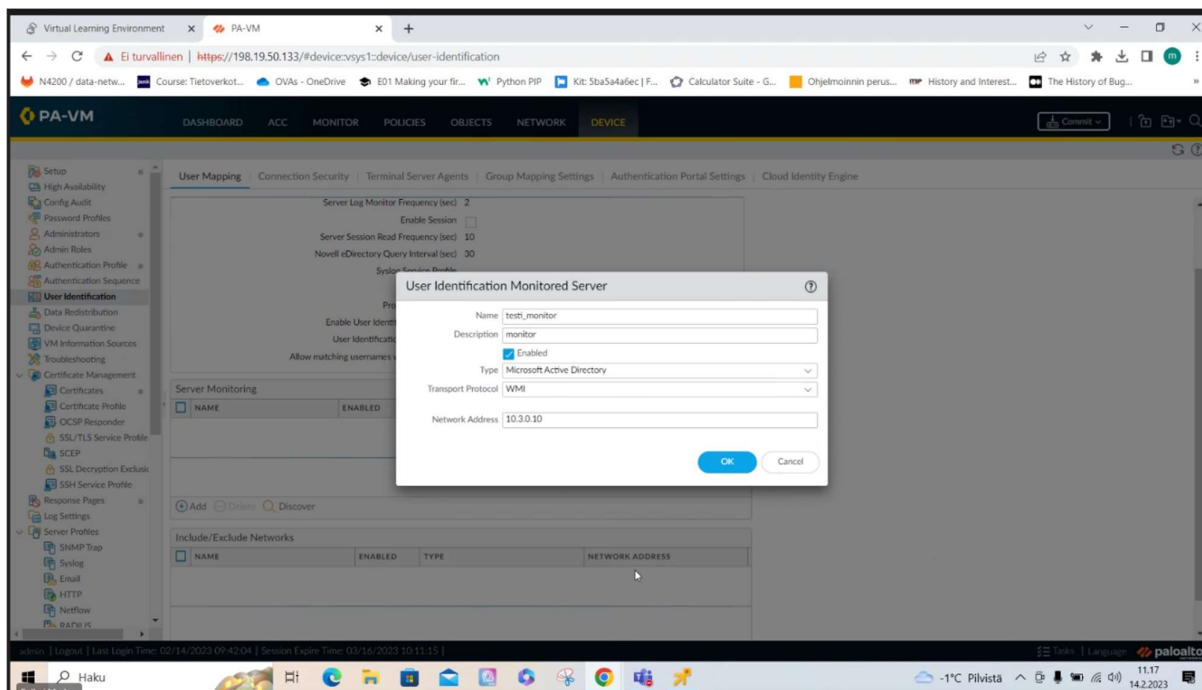 Virtual Learning Environment
PA-VM
Ei turvallinen | https://198.19.50.133/#device::vsys1::device/user-identification
N4200 / data-netw... Course: Tietoverkot... OVAs - OneDrive E01 Making your fir... Python PIP Kit: 5ba5a4a6ec | F... Calculator Suite - G... Ohjelmoinnin perus... History and Interest... The History of Bug... »
PA-VM DASHBOARD ACC MONITOR POLICIES OBJECTS NETWORK DEVICE Commit
User Mapping | Connection Security | Terminal Server Agents | Group Mapping Settings | Authentication Portal Settings | Cloud Identity Engine
Setup
High Availability
Config Audit
Password Profiles
Administrators
Admin Roles
Authentication Profile
Authentication Sequence
User Identification
Data Redistribution
Device Quarantine
VM Information Sources
Troubleshooting
Certificate Management
Certificates
Certificate Profile
OCSP Responder
SSL/TLS Service Profile
SCEP
SSL Decryption Exclusio
SSH Service Profile
Response Pages
Log Settings
Server Profiles
SNMP Trap
Syslog
Email
HTTP
Netflow
RADIUS
Server Log Monitor Frequency (sec) 2
Enable Session
Server Session Read Frequency (sec) 10
Novell eDirectory Query Interval (sec) 30
Syslog Service Profile
Pro
Enable User Identi
User Identificatio
Allow matching usernames
User Identification Monitored Server
Name testi_monitor
Description monitor
Enabled
Type Microsoft Active Directory
Transport Protocol WMI
Network Address 10.3.0.10
OK Cancel
Server Monitoring
NAME ENABLED
Add Delete Discover
Include/Exclude Networks
NAME ENABLED TYPE NETWORK ADDRESS
admin | Logout | Last Login Time: 02/14/2023 09:42:04 | Session Expire Time: 03/16/2023 10:11:15 | Tasks | Language paloalto
Haku -1°C Pilvistä 11.17
14.2.2023